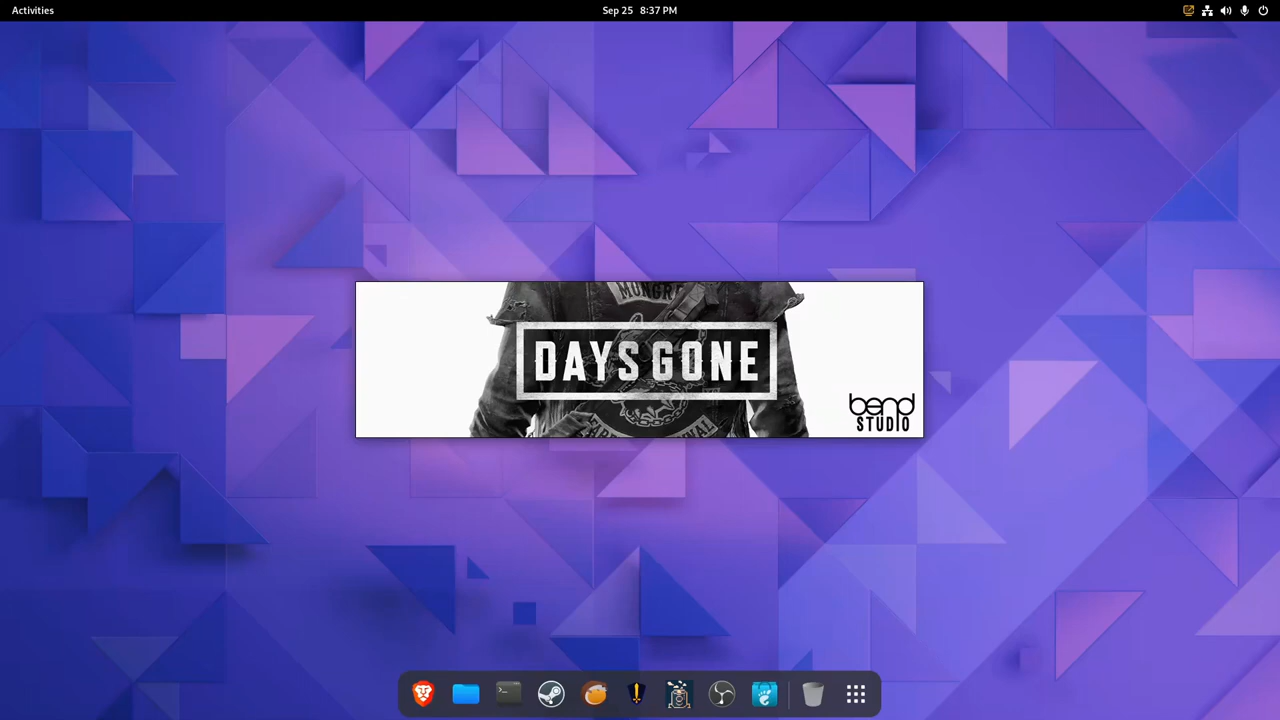 Activities
Sep 25 8:37 PM
DAYS GONE
bend
STUDIO